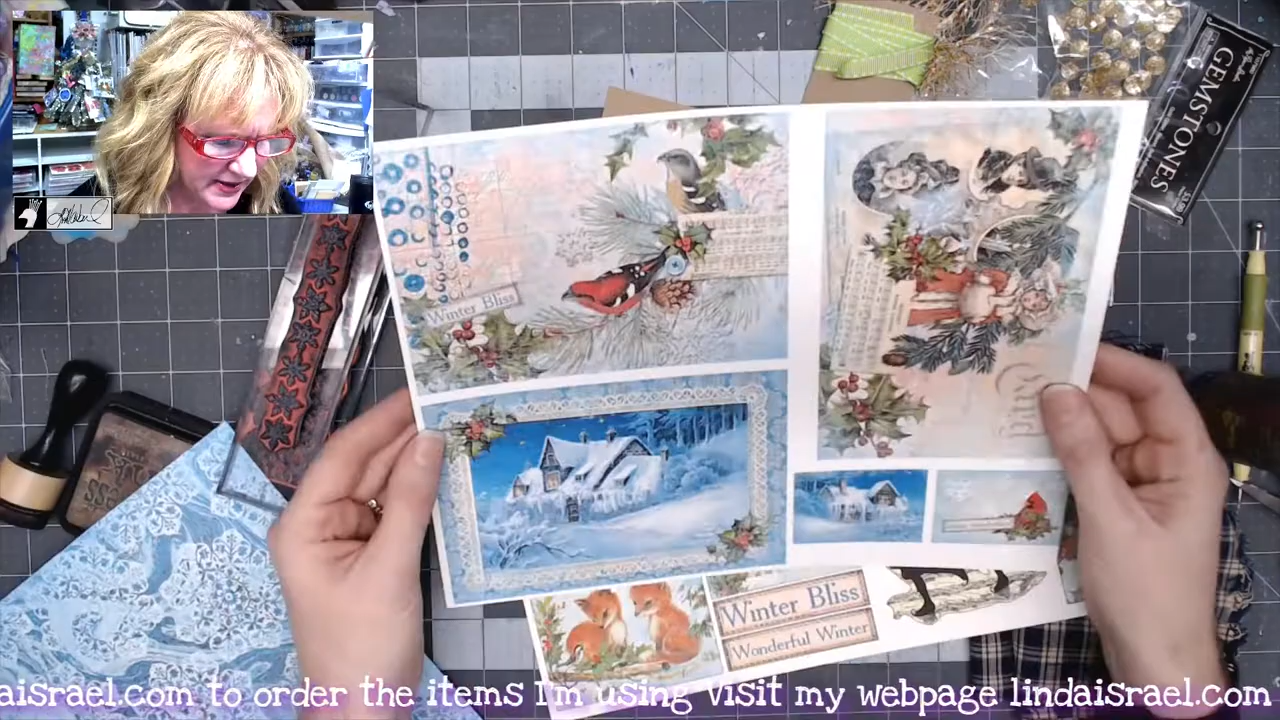 GEMSTONES
Winter Bliss
Winter Bliss
Wonderful Winter
aisrael.com to order the items I'm using Visit my webpage lindaisrael.com